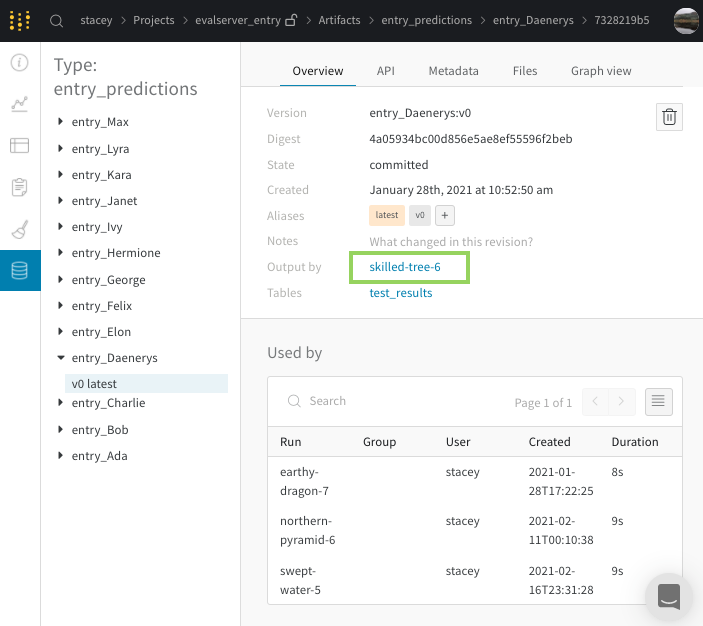 stacey > Projects > evalserver_entry > Artifacts > entry_predictions > entry_Daenerys > 7328219b5
Type:
entry_predictions
entry_Max
entry_Lyra
entry_Kara
entry_Janet
entry_Ivy
entry_Hermione
entry_George
entry_Felix
entry_Elon
entry_Daenerys
v0 latest
entry_Charlie
entry_Bob
entry_Ada
Overview API Metadata Files Graph view
Version entry_Daenerys:v0
Digest 4a05934bc00d856e5ae8ef55596f2beb
State committed
Created January 28th, 2021 at 10:52:50 am
Aliases latest v0 +
Notes What changed in this revision?
Output by skilled-tree-6
Tables test_results
Used by
Search Page 1 of 1 < >
Run Group User Created Duration
earthy- stacey 2021-01- 8s
dragon-7 28T17:22:25
northern- stacey 2021-02- 9s
pyramid-6 11T00:10:38
swept- stacey 2021-02- 9s
water-5 16T23:31:28